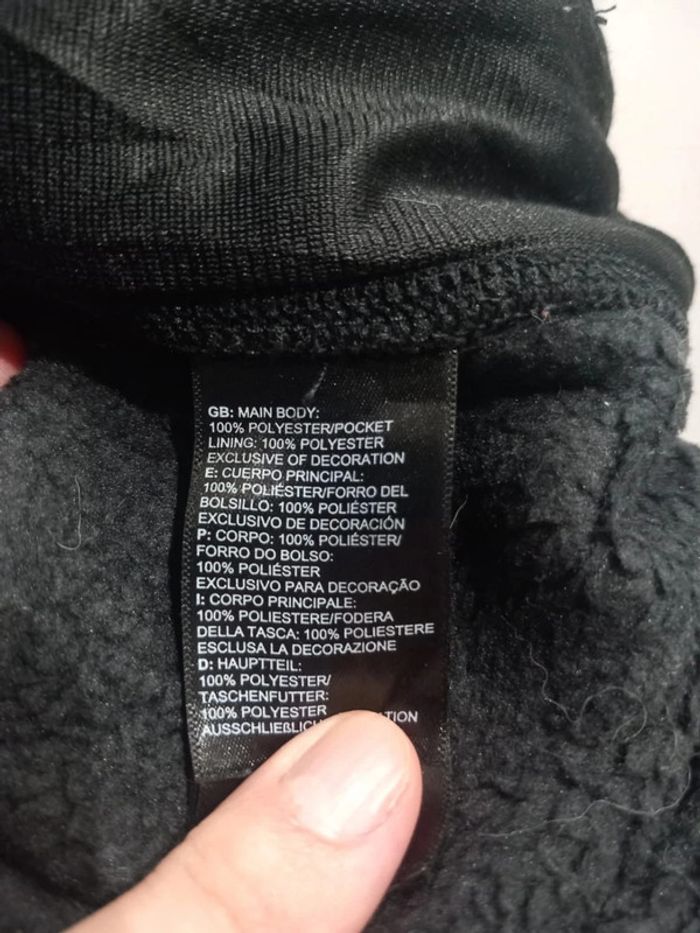 GB: MAIN BODY:
100% POLYESTER/POCKET
LINING: 100% POLYESTER
EXCLUSIVE OF DECORATION
E: CUERPO PRINCIPAL:
100% POLIÉSTER/FORRO DEL
BOLSILLO: 100% POLIÉSTER
EXCLUSIVO DE DECORACIÓN
P: CORPO: 100% POLIÉSTER/
FORRO DO BOLSO:
100% POLIÉSTER
EXCLUSIVO PARA DECORAÇÃO
I: CORPO PRINCIPALE:
100% POLIESTERE/FODERA
DELLA TASCA: 100% POLIESTERE
ESCLUSA LA DECORAZIONE
D: HAUPTTEIL:
100% POLYESTER/
TASCHENFUTTER:
100% POLYESTER
AUSSCHLIEßLICH